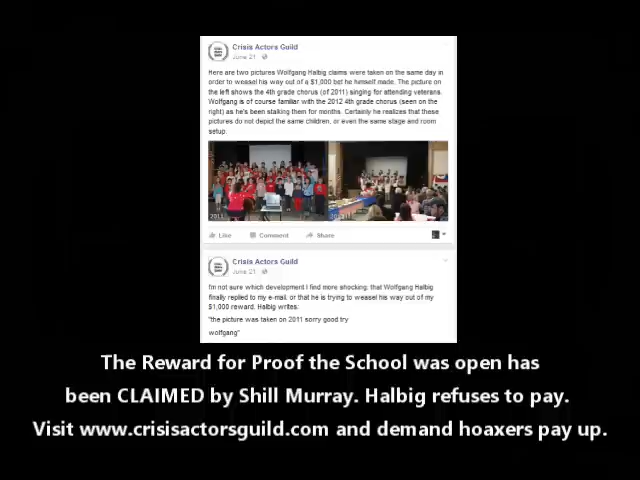 Crisis Actors Guild
June 21
Here are two pictures Wolfgang Halbig claims were taken on the same day in
order to weasel his way out of a $1,000 bet he himself made. The picture on
the left shows the 4th grade chorus (of 2011) singing for attending veterans.
Wolfgang is of course familiar with the 2012 4th grade chorus (seen on the
right) as he's been stalking them for months. Certainly he realizes that these
pictures do not depict the same children, or even the same stage and room
setup.
2011
Like Comment Share
Crisis Actors Guild
June 21
I'm not sure which development I find more shocking: that Wolfgang Halbig
finally replied to my e-mail, or that he is trying to weasel his way out of my
$1,000 reward. Halbig writes:
"the picture was taken on 2011 sorry good try
wolfgang"
The Reward for Proof the School was open has
been CLAIMED by Shill Murray. Halbig refuses to pay.
Visit www.crisisactorsguild.com and demand hoaxers pay up.